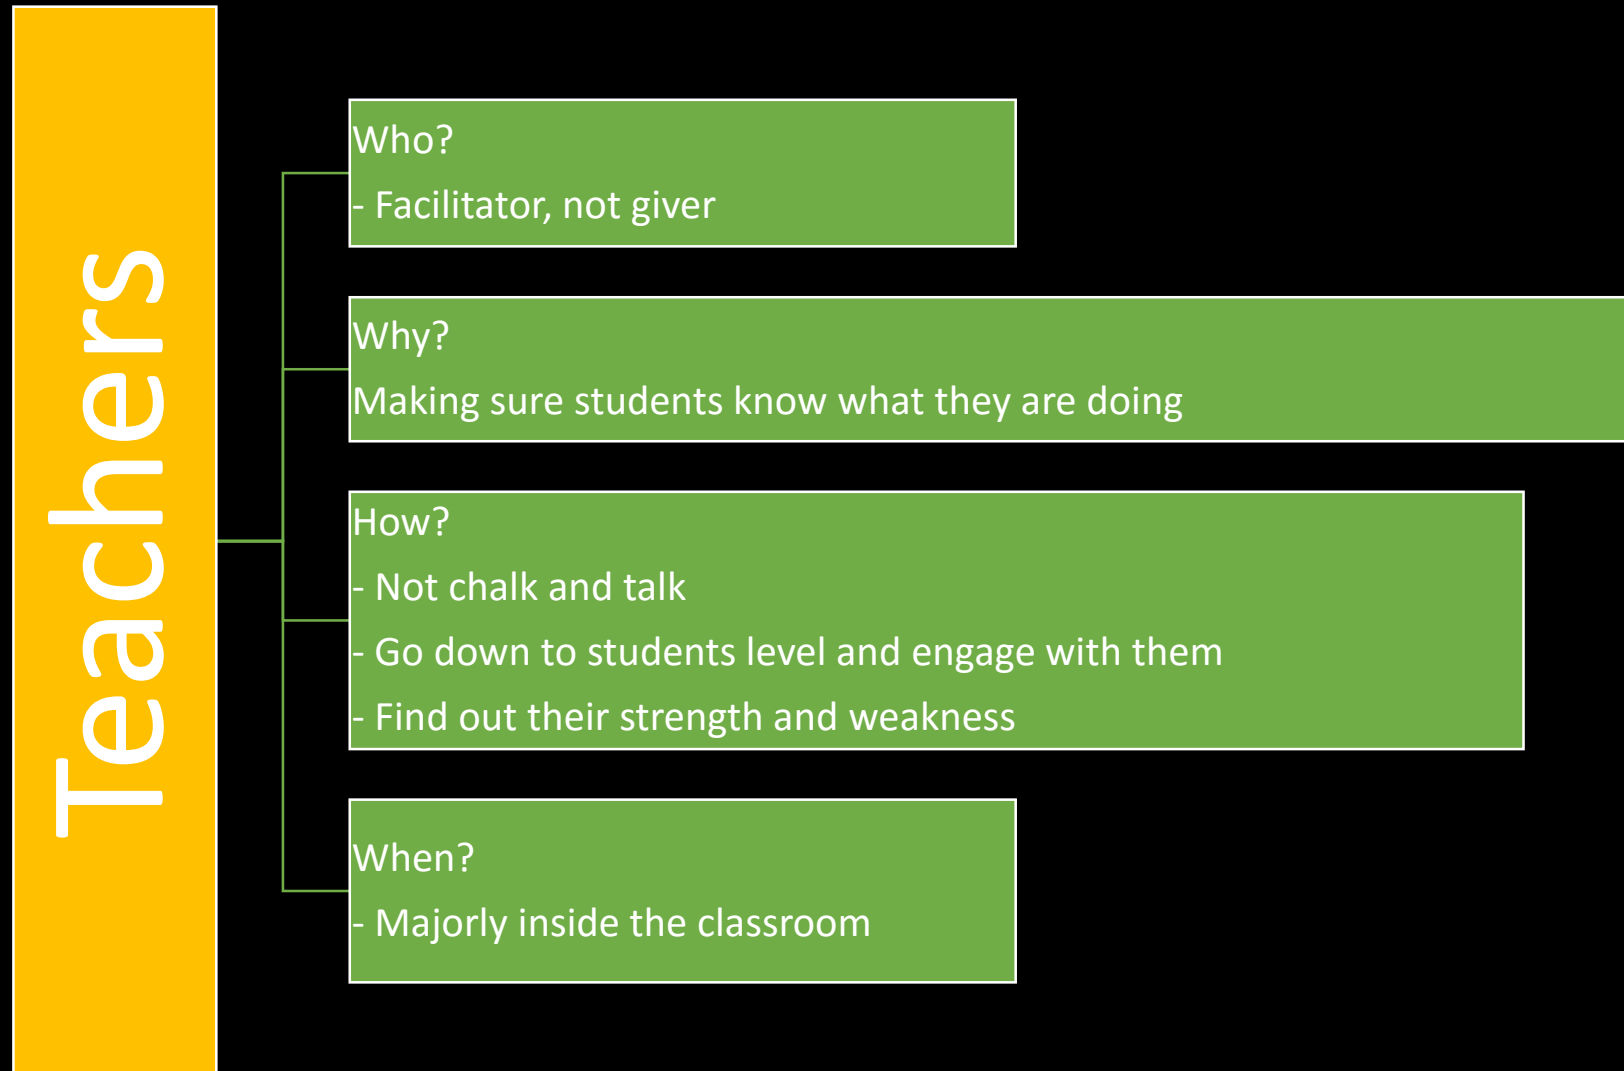 Teachers
Who?
- Facilitator, not giver
Why?
Making sure students know what they are doing
How?
- Not chalk and talk
- Go down to students level and engage with them
- Find out their strength and weakness
When?
- Majorly inside the classroom